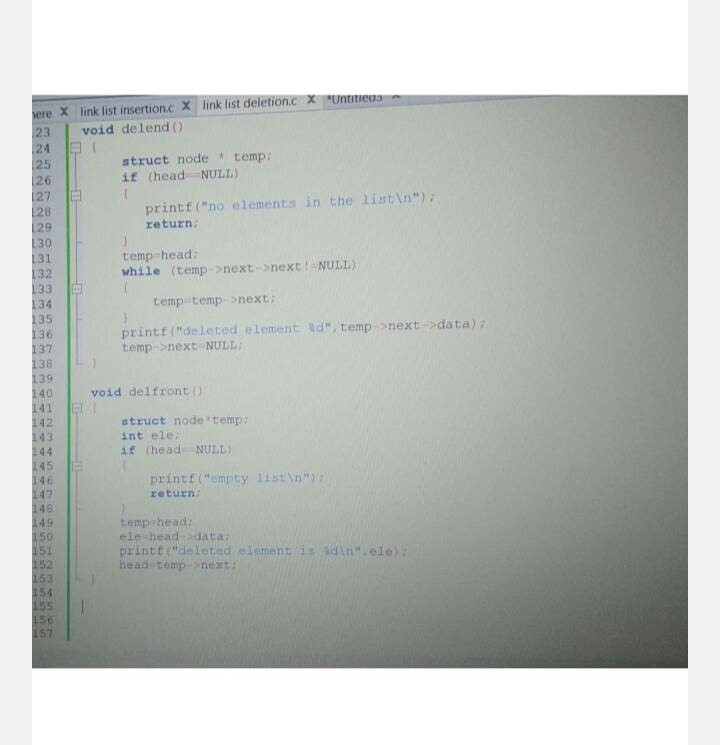 here X link list insertion.c X link list deletion.c X *Untitled3
123 void delend()
124 {
125 struct node * temp;
126 if (head==NULL)
127 {
128 printf("no elements in the list\n");
129 return;
130 }
131 temp=head;
132 while (temp->next->next!=NULL)
133 {
134 temp=temp->next;
135 }
136 printf("deleted element %d",temp->next->data);
137 temp->next=NULL;
138 }
139
140 void delfront()
141 {
142 struct node*temp;
143 int ele;
144 if (head==NULL)
145 {
146 printf("empty list\n");
147 return;
148 }
149 temp=head;
150 ele=head->data;
151 printf("deleted element is %d\n",ele);
152 head=temp->next;
153 }
154
155
156
157